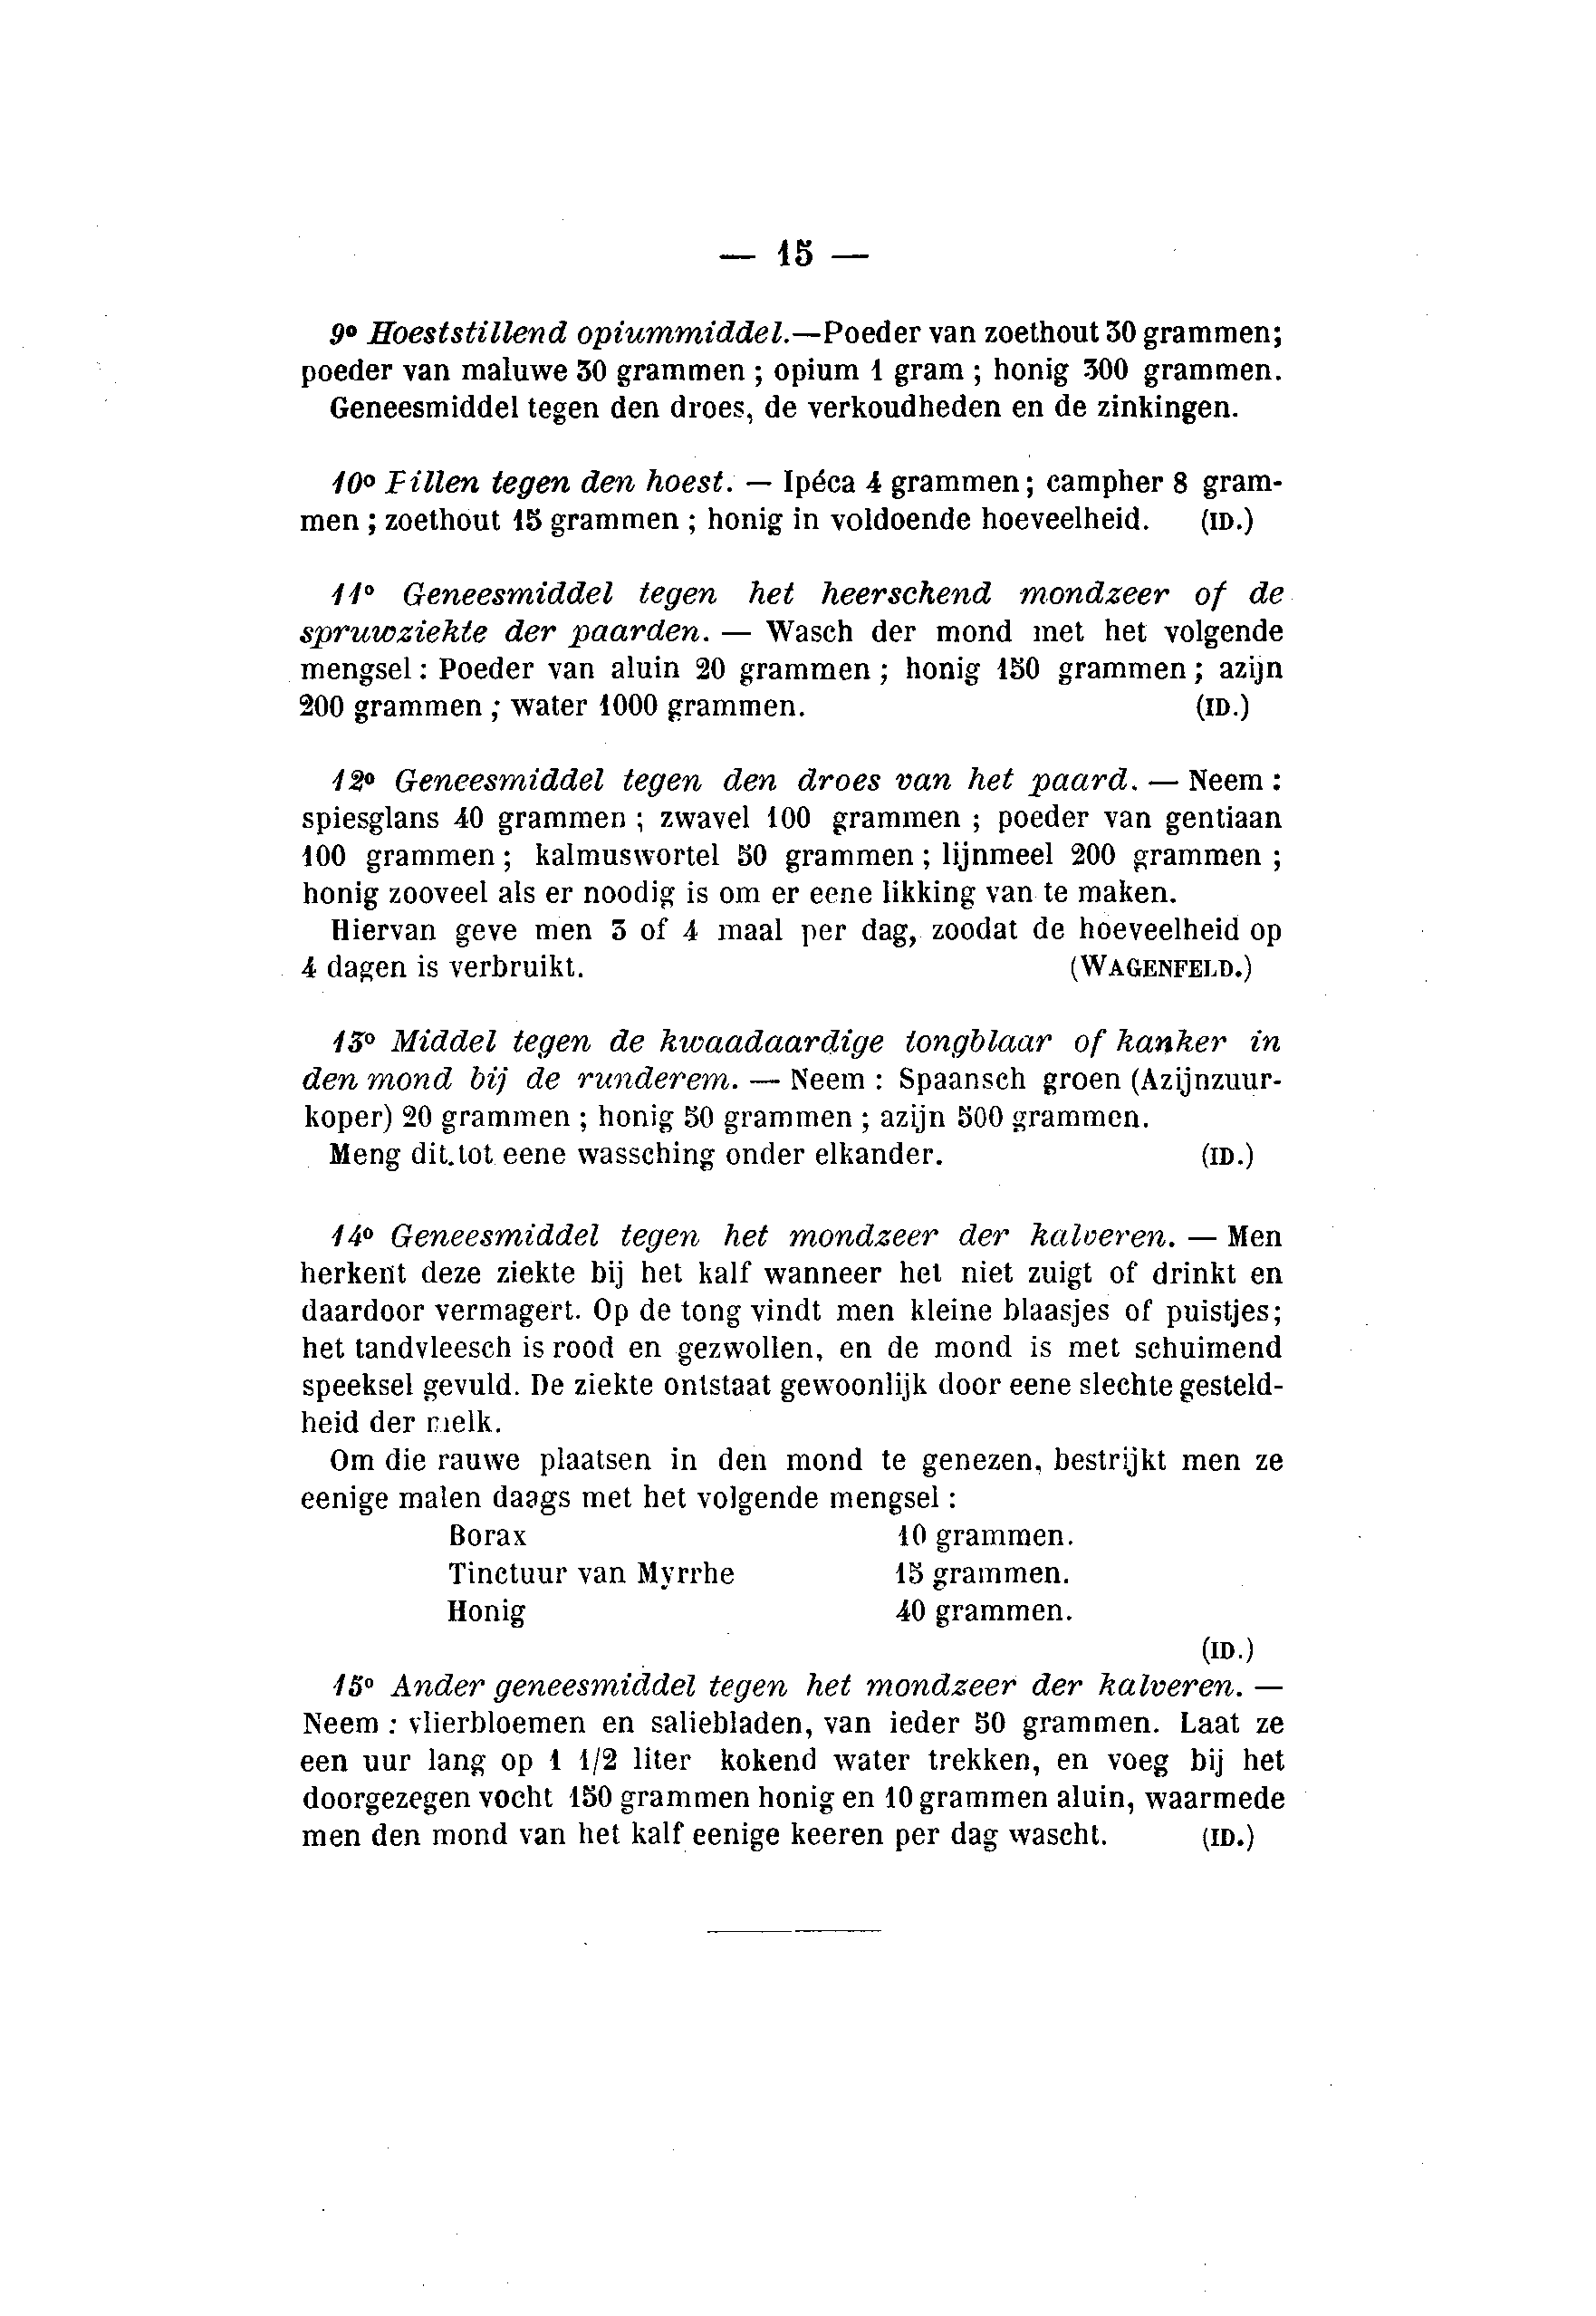 — 15 —
9° Hoeststillend opiummiddel.—Poeder van zoethout 30 grammen;
poeder van maluwe 30 grammen ; opium 1 gram ; honig 300 grammen.
Geneesmiddel tegen den droes, de verkoudheden en de zinkingen.
10° Pillen tegen den hoest. — Ipéca 4 grammen ; campher 8 gram-
men ; zoethout 15 grammen ; honig in voldoende hoeveelheid. (ID.)
11° Geneesmiddel tegen het heerschend mondzeer of de
spruwziekte der paarden. — Wasch der mond met het volgende
mengsel : Poeder van aluin 20 grammen ; honig 150 grammen ; azijn
200 grammen ; water 1000 grammen. (ID.)
12° Geneesmiddel tegen den droes van het paard. — Neem :
spiesglans 40 grammen ; zwavel 100 grammen ; poeder van gentiaan
100 grammen ; kalmuswortel 50 grammen ; lijnmeel 200 grammen ;
honig zooveel als er noodig is om er eene likking van te maken.
Hiervan geve men 3 of 4 maal per dag, zoodat de hoeveelheid op
4 dagen is verbruikt. (WAGENFELD.)
13° Middel tegen de kwaadaardige tongblaar of kanker in
den mond bij de runderem. — Neem : Spaansch groen (Azijnzuur-
koper) 20 grammen ; honig 50 grammen ; azijn 500 grammen.
Meng dit tot eene wassching onder elkander. (ID.)
14° Geneesmiddel tegen het mondzeer der kalveren. — Men
herkent deze ziekte bij het kalf wanneer het niet zuigt of drinkt en
daardoor vermagert. Op de tong vindt men kleine blaasjes of puistjes;
het tandvleesch is rood en gezwollen, en de mond is met schuimend
speeksel gevuld. De ziekte ontstaat gewoonlijk door eene slechte gesteld-
heid der melk.
Om die rauwe plaatsen in den mond te genezen, bestrijkt men ze
eenige malen daags met het volgende mengsel :
Borax 10 grammen.
Tinctuur van Myrrhe 15 grammen.
Honig 40 grammen.
(ID.)
15° Ander geneesmiddel tegen het mondzeer der kalveren. —
Neem : vlierbloemen en saliebladen, van ieder 50 grammen. Laat ze
een uur lang op 1 1/2 liter kokend water trekken, en voeg bij het
doorgezegen vocht 150 grammen honig en 10 grammen aluin, waarmede
men den mond van het kalf eenige keeren per dag wascht. (ID.)